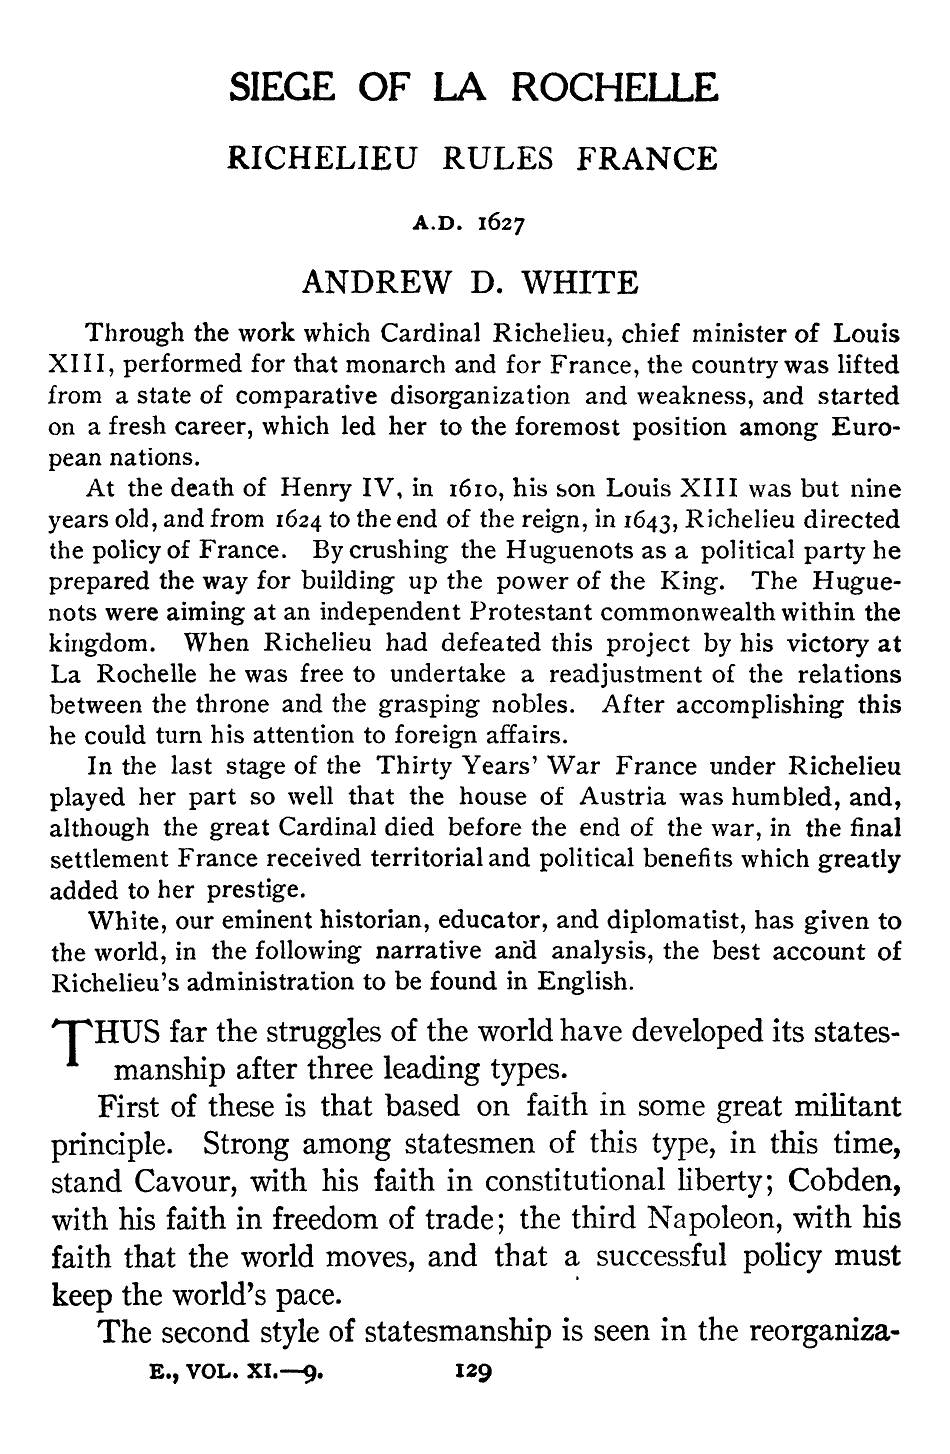 SIEGE OF LA ROCHELLE
RICHELIEU RULES FRANCE
A.D. 1627
ANDREW D. WHITE
Through the work which Cardinal Richelieu, chief minister of Louis
XIII, performed for that monarch and for France, the country was lifted
from a state of comparative disorganization and weakness, and started
on a fresh career, which led her to the foremost position among Euro-
pean nations.
At the death of Henry IV, in 1610, his son Louis XIII was but nine
years old, and from 1624 to the end of the reign, in 1643, Richelieu directed
the policy of France. By crushing the Huguenots as a political party he
prepared the way for building up the power of the King. The Hugue-
nots were aiming at an independent Protestant commonwealth within the
kingdom. When Richelieu had defeated this project by his victory at
La Rochelle he was free to undertake a readjustment of the relations
between the throne and the grasping nobles. After accomplishing this
he could turn his attention to foreign affairs.
In the last stage of the Thirty Years' War France under Richelieu
played her part so well that the house of Austria was humbled, and,
although the great Cardinal died before the end of the war, in the final
settlement France received territorial and political benefits which greatly
added to her prestige.
White, our eminent historian, educator, and diplomatist, has given to
the world, in the following narrative and analysis, the best account of
Richelieu's administration to be found in English.
THUS far the struggles of the world have developed its states-
manship after three leading types.
First of these is that based on faith in some great militant
principle. Strong among statesmen of this type, in this time,
stand Cavour, with his faith in constitutional liberty; Cobden,
with his faith in freedom of trade; the third Napoleon, with his
faith that the world moves, and that a successful policy must
keep the world's pace.
The second style of statesmanship is seen in the reorganiza-
E., VOL. XI.—9. 129